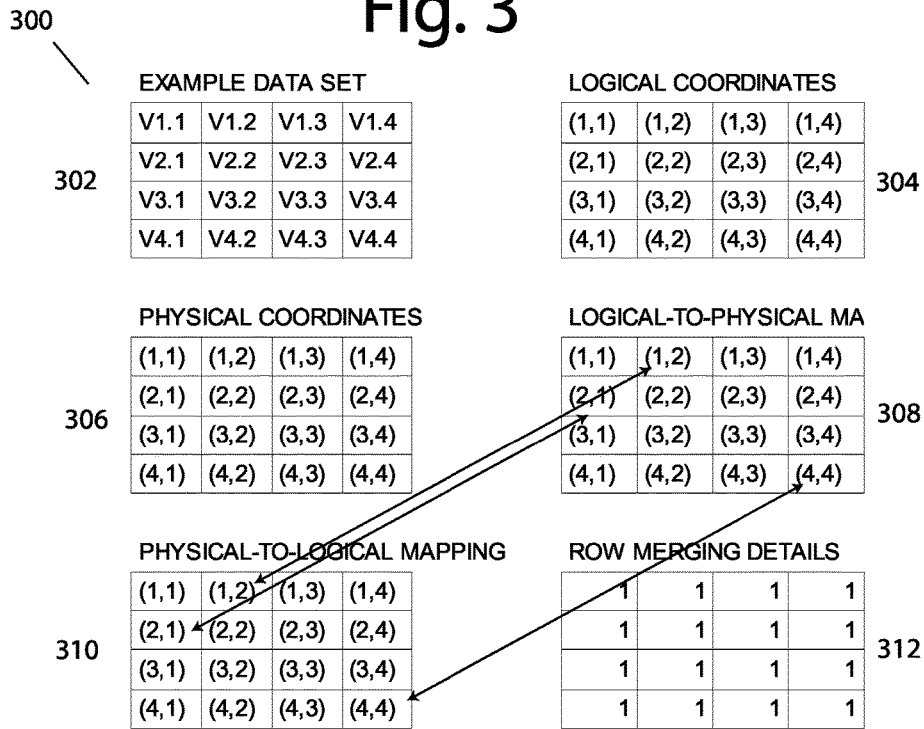 Fig. 3
300
EXAMPLE DATA SET
V1.1 V1.2 V1.3 V1.4
V2.1 V2.2 V2.3 V2.4
V3.1 V3.2 V3.3 V3.4
V4.1 V4.2 V4.3 V4.4
302
LOGICAL COORDINATES
(1,1) (1,2) (1,3) (1,4)
(2,1) (2,2) (2,3) (2,4)
(3,1) (3,2) (3,3) (3,4)
(4,1) (4,2) (4,3) (4,4)
304
PHYSICAL COORDINATES
(1,1) (1,2) (1,3) (1,4)
(2,1) (2,2) (2,3) (2,4)
(3,1) (3,2) (3,3) (3,4)
(4,1) (4,2) (4,3) (4,4)
306
LOGICAL-TO-PHYSICAL MA
(1,1) (1,2) (1,3) (1,4)
(2,1) (2,2) (2,3) (2,4)
(3,1) (3,2) (3,3) (3,4)
(4,1) (4,2) (4,3) (4,4)
308
PHYSICAL-TO-LOGICAL MAPPING
(1,1) (1,2) (1,3) (1,4)
(2,1) (2,2) (2,3) (2,4)
(3,1) (3,2) (3,3) (3,4)
(4,1) (4,2) (4,3) (4,4)
310
ROW MERGING DETAILS
1 1 1 1
1 1 1 1
1 1 1 1
1 1 1 1
312